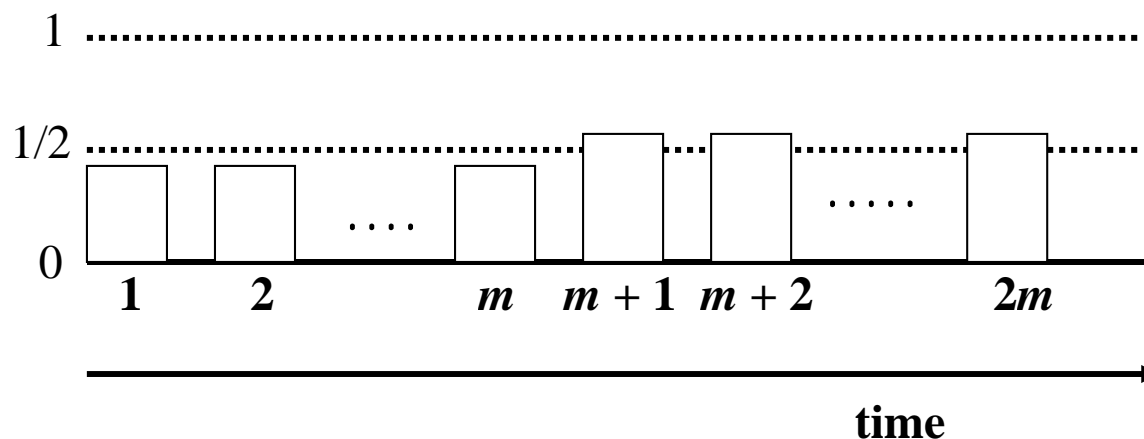 1
1/2
0
1 2 .... m m + 1 m + 2 ..... 2m
time